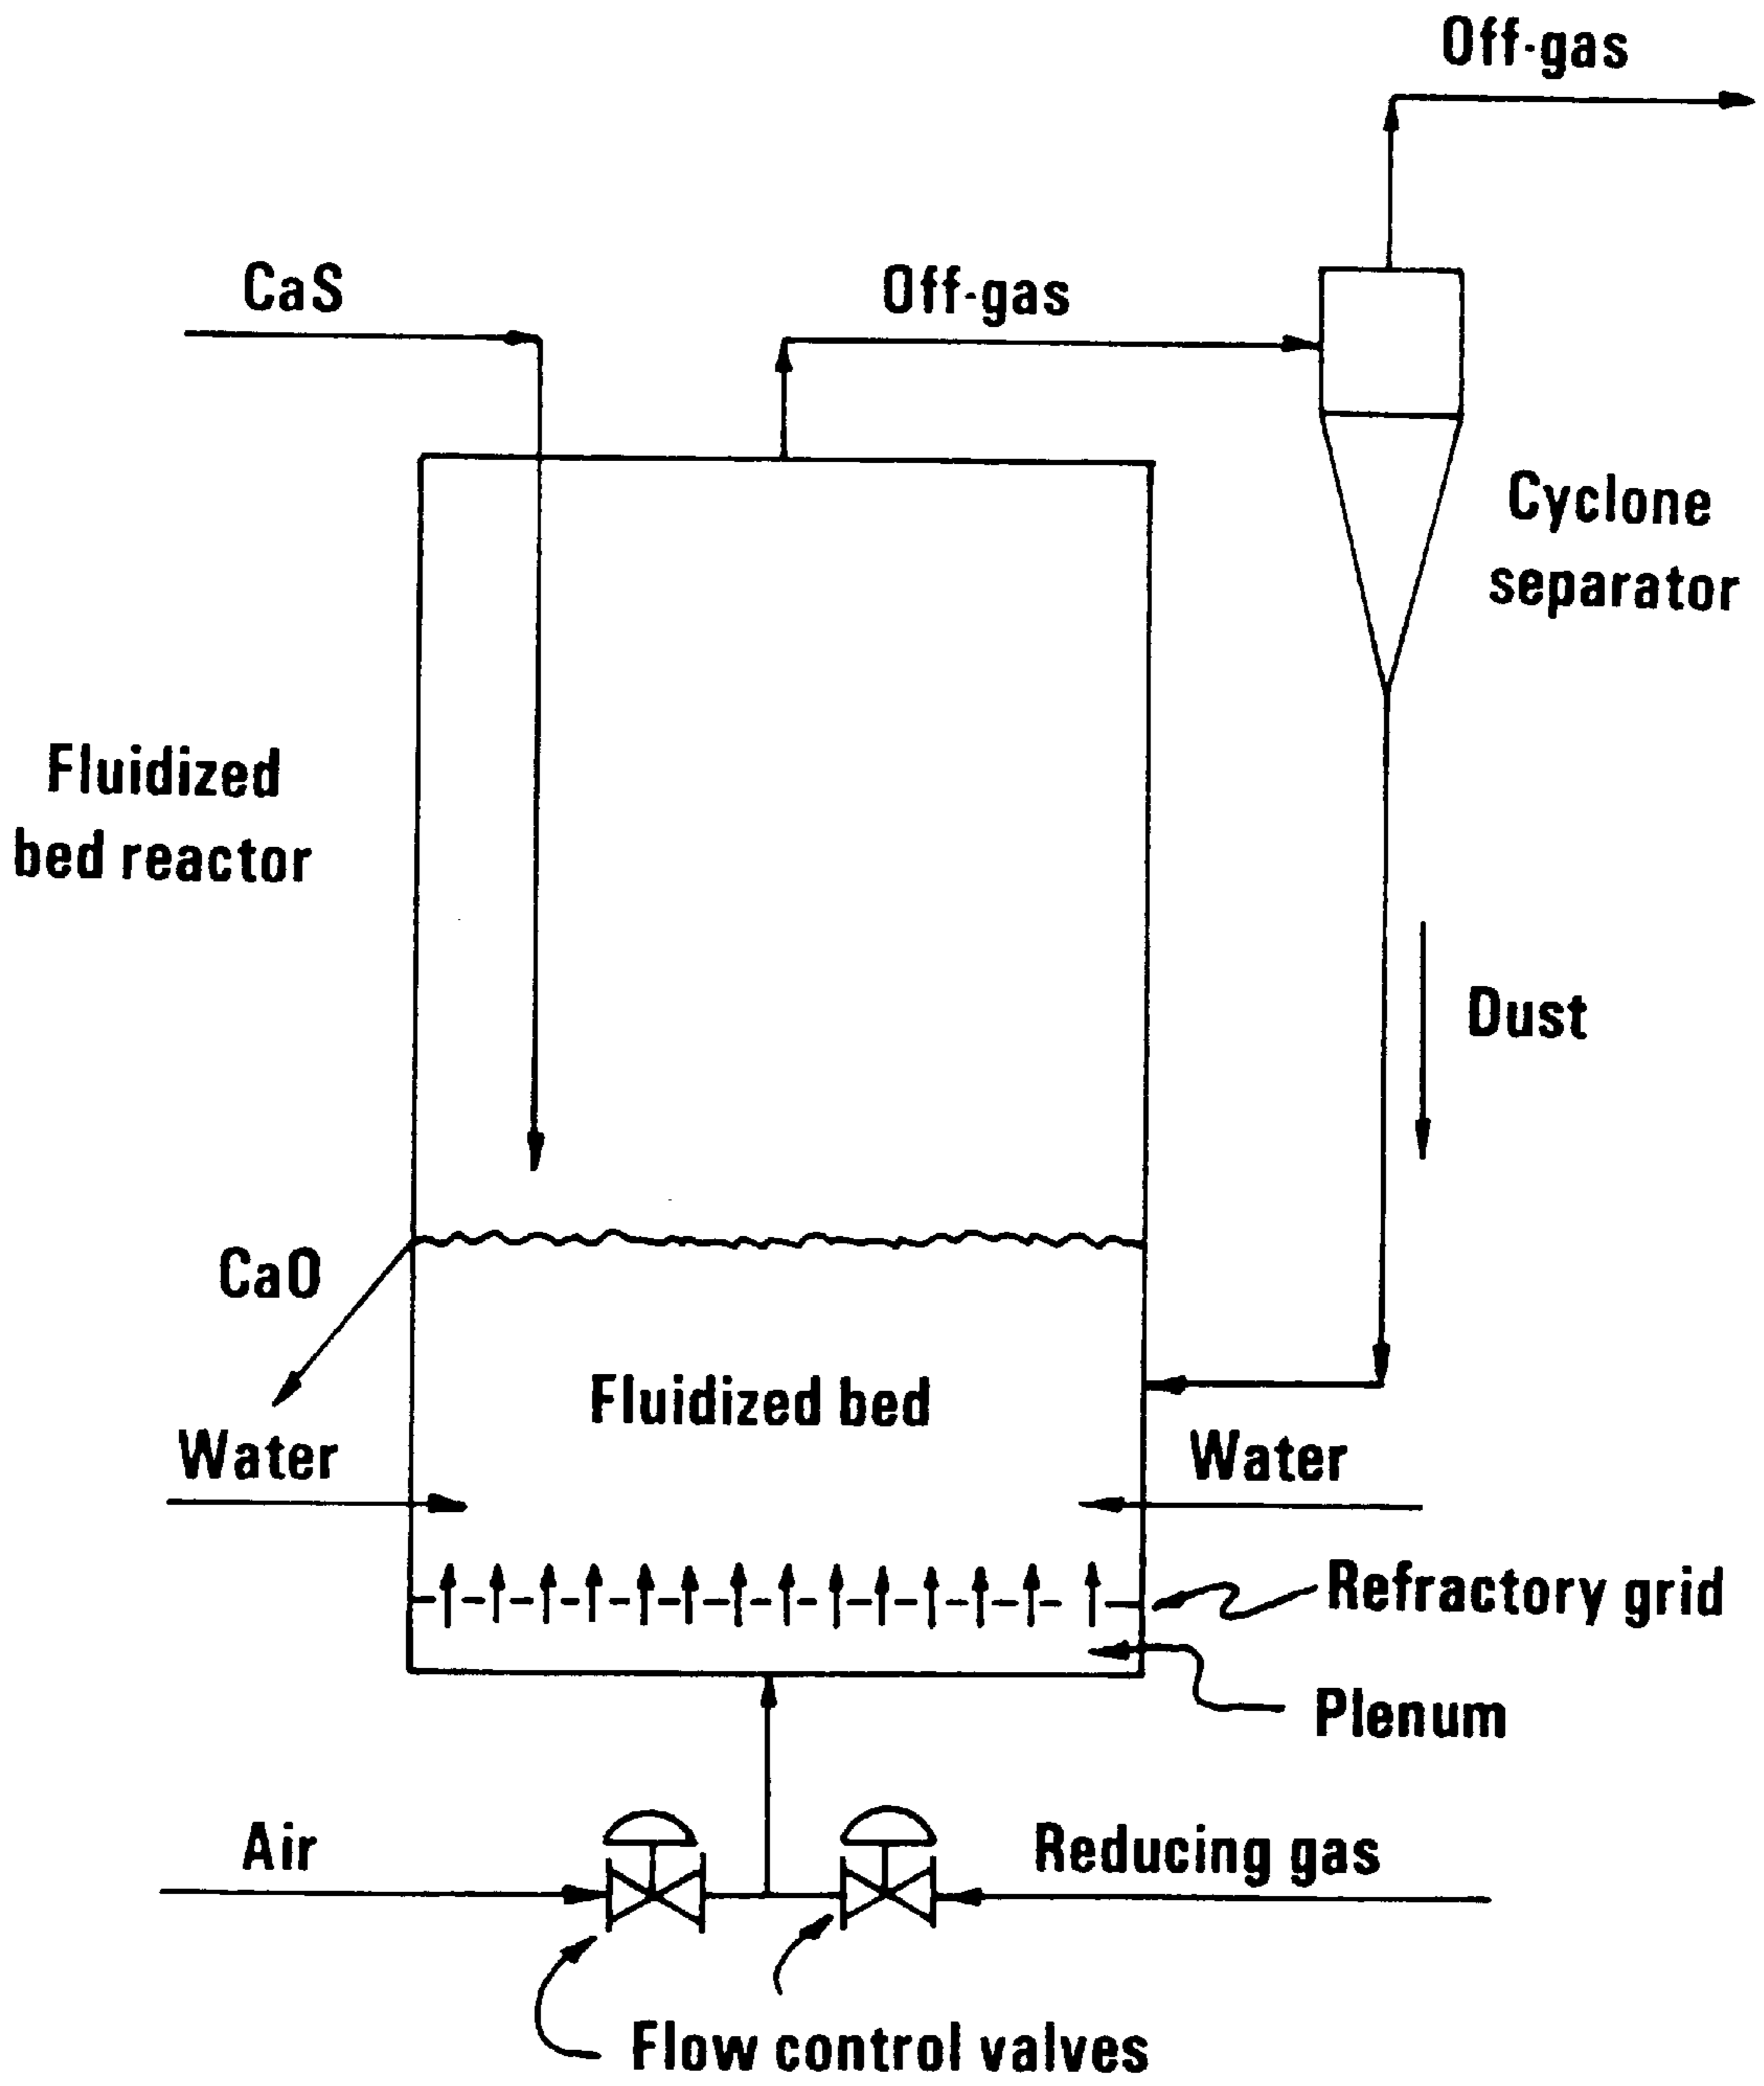 Off-gas
CaS
Off-gas
Cyclone
separator
Fluidized
bed reactor
Dust
CaO
Fluidized bed
Water
Water
Refractory grid
Plenum
Air
Reducing gas
Flow control valves